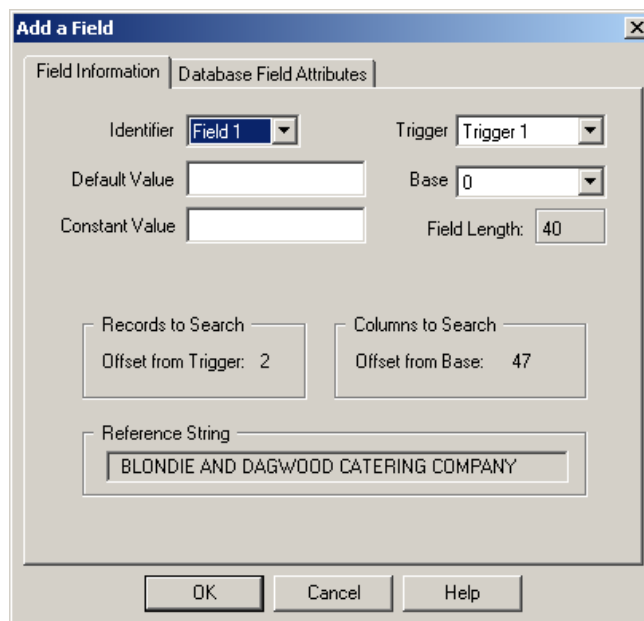 Add a Field
Field Information Database Field Attributes
Identifier Field 1 Trigger Trigger 1
Default Value Base 0
Constant Value Field Length: 40
Records to Search Columns to Search
Offset from Trigger: 2 Offset from Base: 47
Reference String
BLONDIE AND DAGWOOD CATERING COMPANY
OK Cancel Help